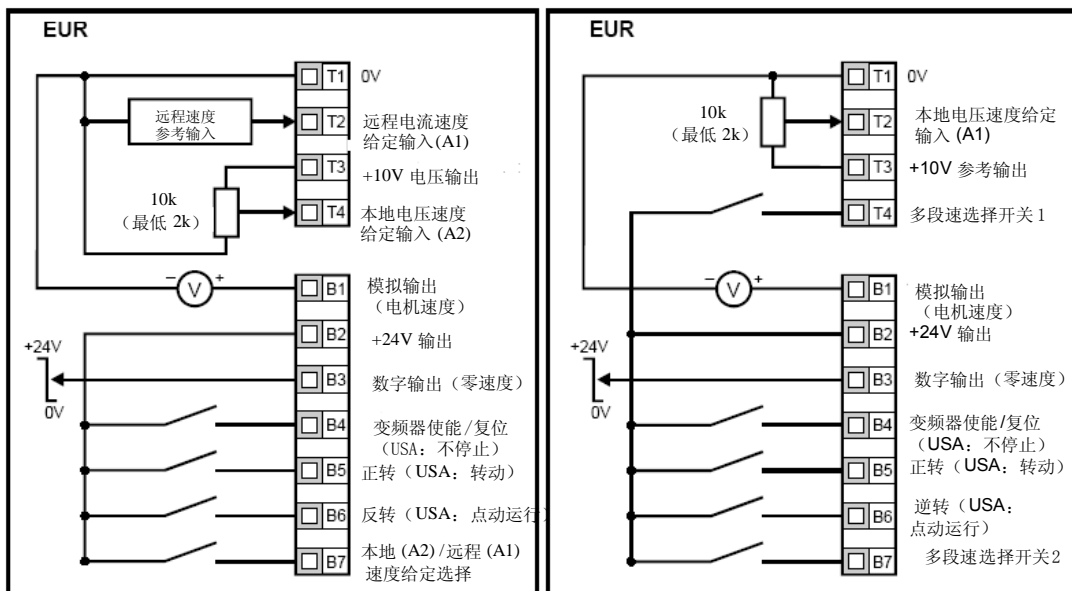 EUR
T1 0V
远程速度
参考输入
T2 远程电流速度
给定输入(A1)
T3 +10V 电压输出
10k
（最低 2k）
T4 本地电压速度
给定输入 (A2)
− V +
B1 模拟输出
（电机速度）
B2 +24V 输出
+24V
0V
B3 数字输出（零速度）
B4 变频器使能/复位
（USA：不停止）
B5 正转（USA：转动）
B6 反转（USA：点动运行）
B7 本地 (A2) /远程 (A1)
速度给定选择
EUR
T1 0V
10k
（最低 2k）
T2 本地电压速度给定
输入 (A1)
T3 +10V 参考输出
T4 多段速选择开关1
− V +
B1 模拟输出
（电机速度）
B2 +24V 输出
+24V
0V
B3 数字输出（零速度）
B4 变频器使能/复位
（USA：不停止）
B5 正转（USA：转动）
B6 逆转（USA：
点动运行）
B7 多段速选择开关2